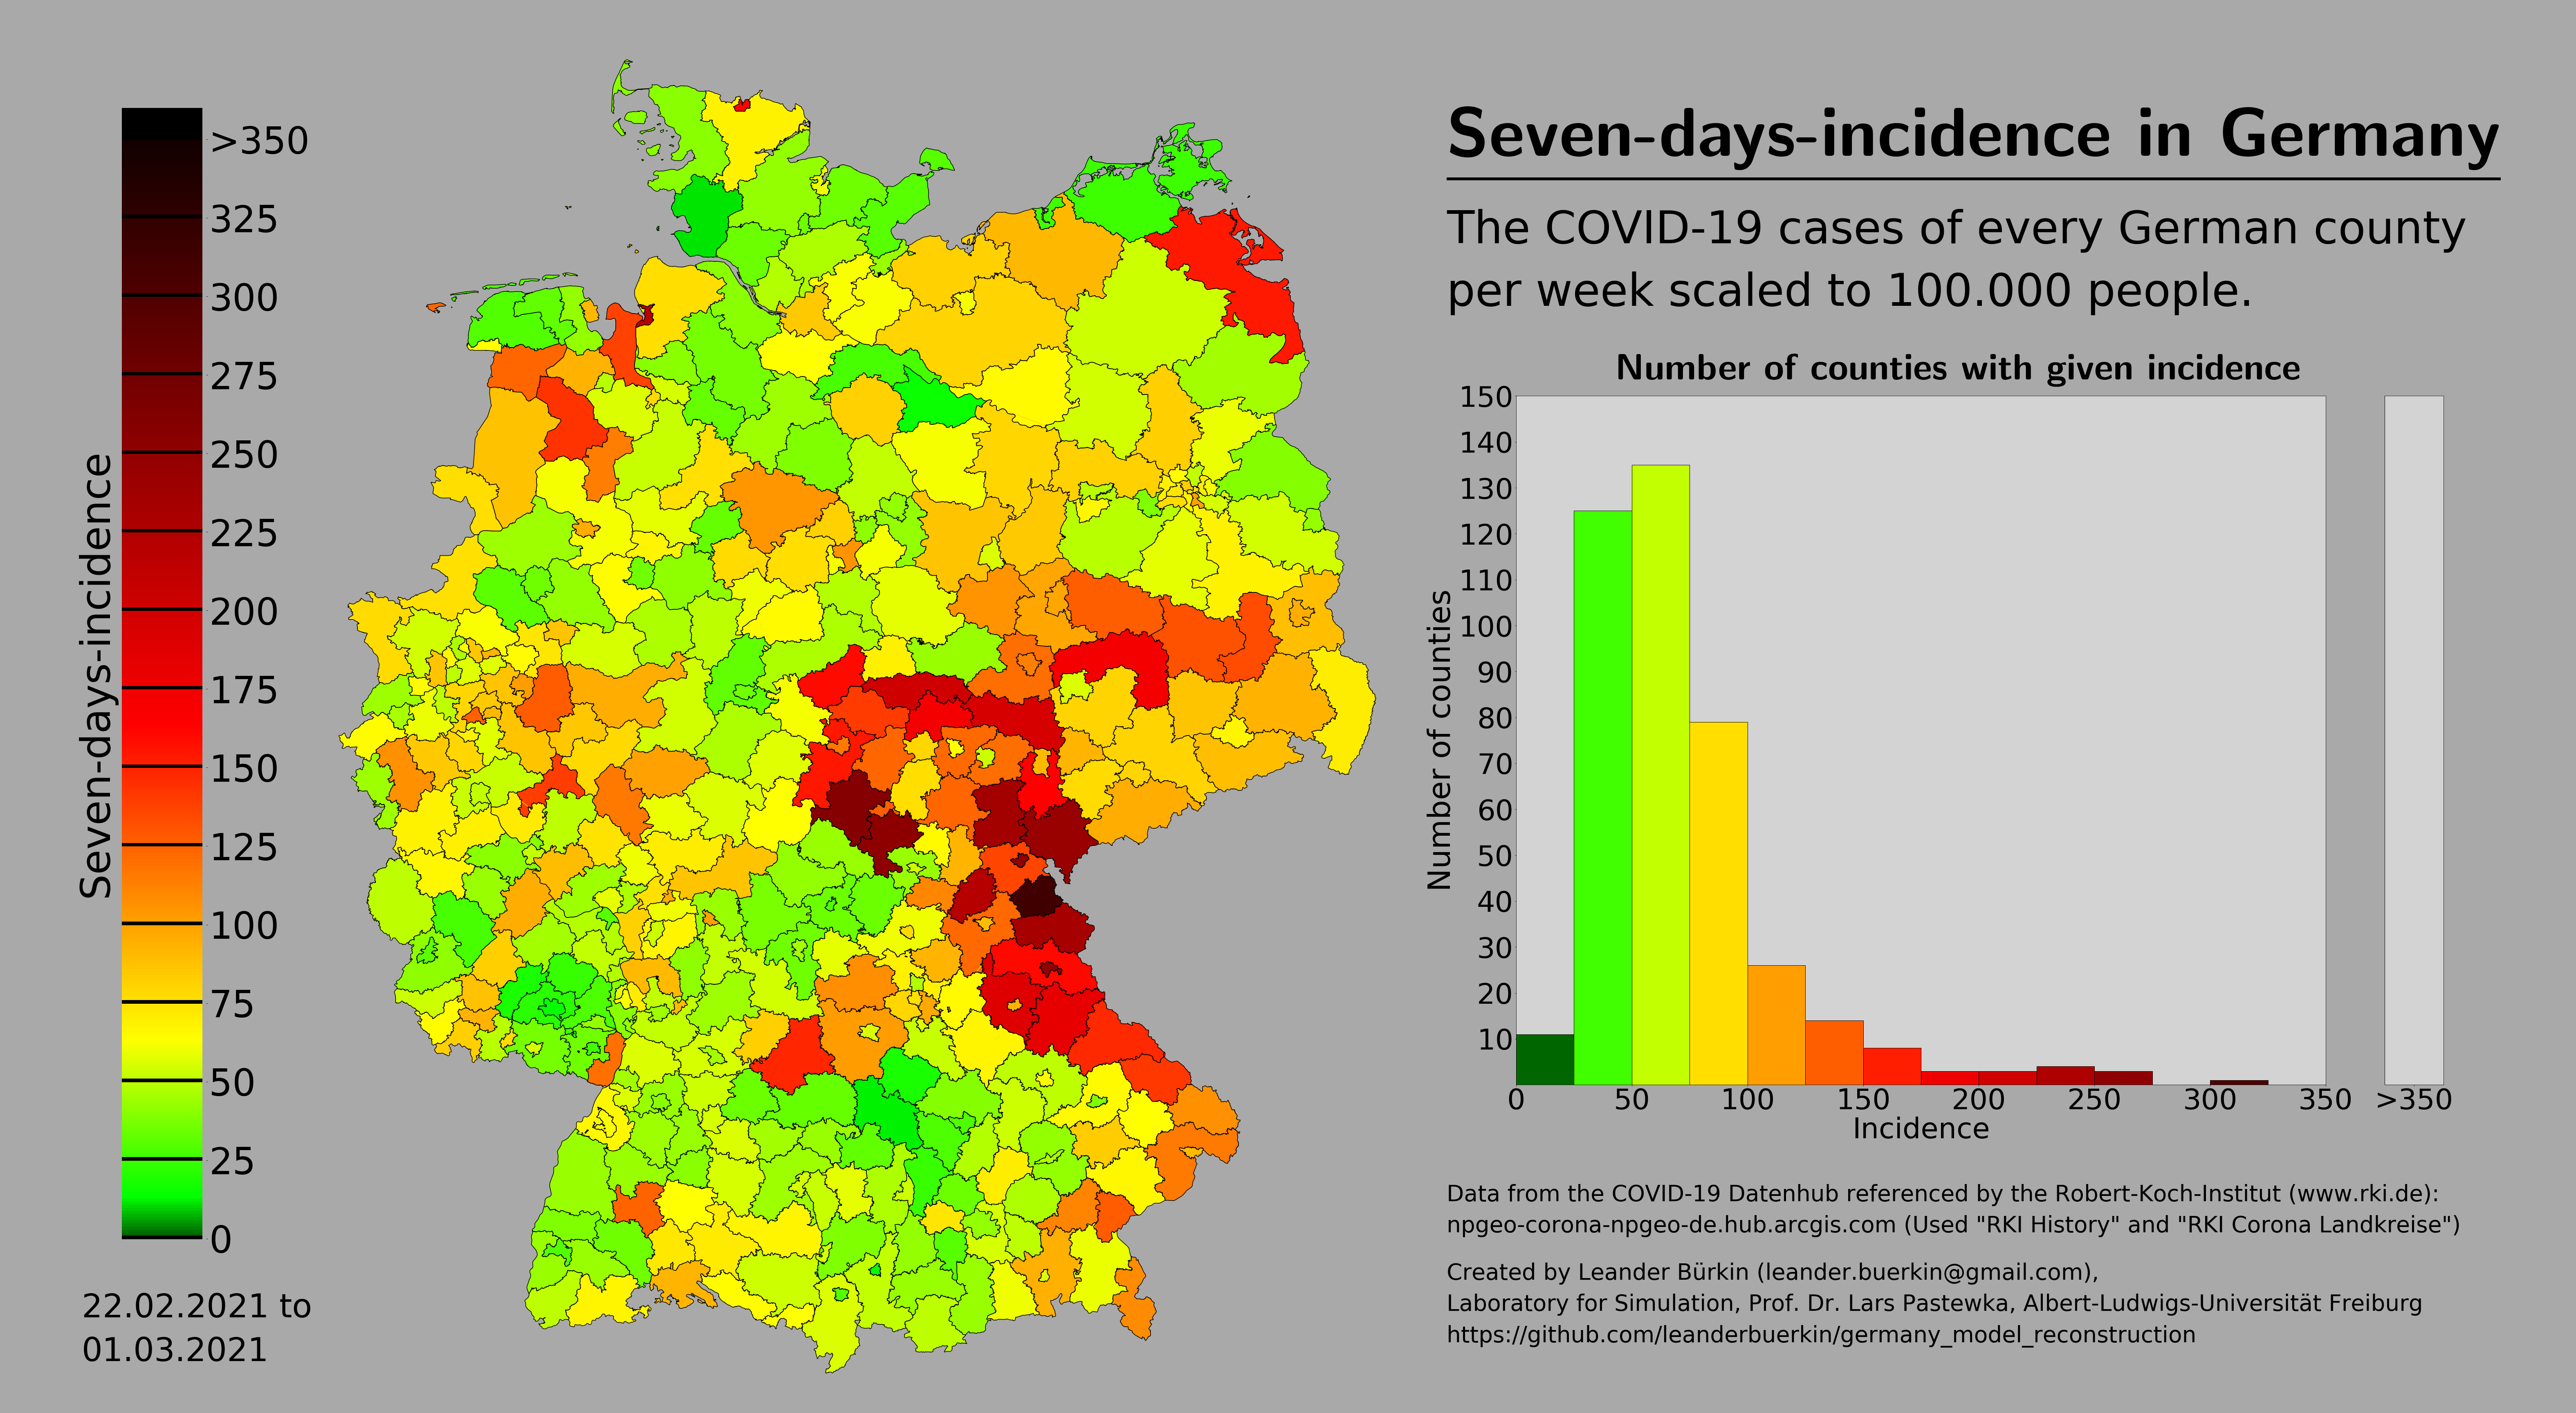 Seven-days-incidence in Germany
The COVID-19 cases of every German county
per week scaled to 100.000 people.
Seven-days-incidence
>350
325
300
275
250
225
200
175
150
125
100
75
50
25
0
22.02.2021 to
01.03.2021
Number of counties with given incidence
Number of counties
150
140
130
120
110
100
90
80
70
60
50
40
30
20
10
0 50 100 150 200 250 300 350 >350
Incidence
Data from the COVID-19 Datenhub referenced by the Robert-Koch-Institut (www.rki.de):
npgeo-corona-npgeo-de.hub.arcgis.com (Used "RKI History" and "RKI Corona Landkreise")
Created by Leander Bürkin (leander.buerkin@gmail.com),
Laboratory for Simulation, Prof. Dr. Lars Pastewka, Albert-Ludwigs-Universität Freiburg
https://github.com/leanderbuerkin/germany_model_reconstruction